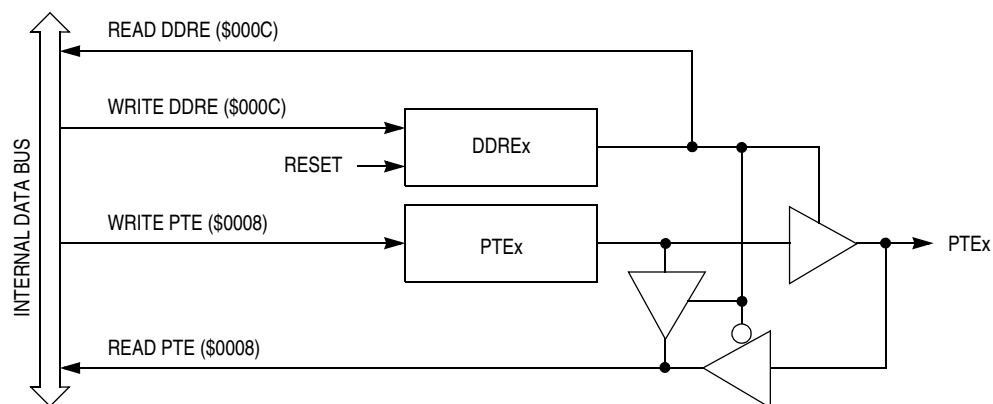 READ DDRE ($000C)
WRITE DDRE ($000C)
DDREx
RESET
INTERNAL DATA BUS
WRITE PTE ($0008)
PTEx
PTEx
READ PTE ($0008)